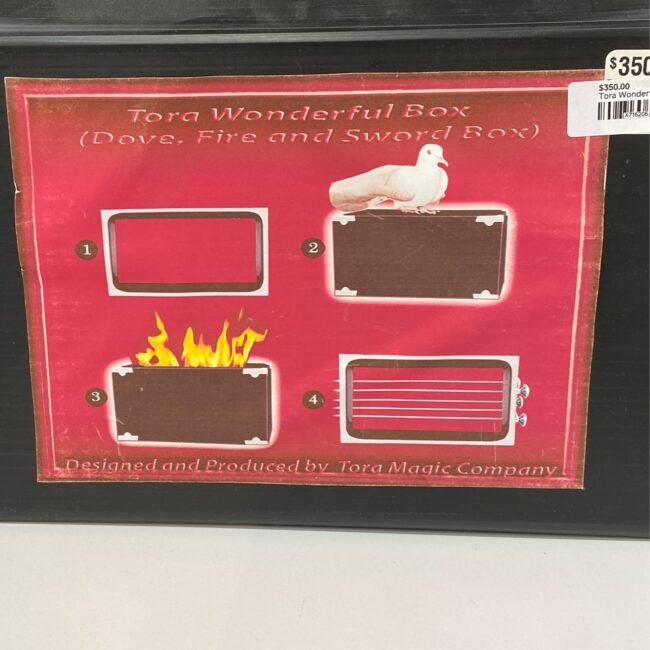 Tora Wonderful Box
(Dove, Fire and Sword Box)
$350
$350.00
Tora Wonder
1
2
3
4
Designed and Produced by Tora Magic Company